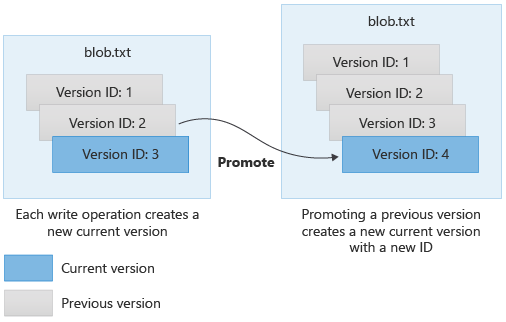 blob.txt
Version ID: 1
Version ID: 2
Version ID: 3
Each write operation creates a
new current version
Promote
blob.txt
Version ID: 1
Version ID: 2
Version ID: 3
Version ID: 4
Promoting a previous version
creates a new current version
with a new ID
Current version
Previous version